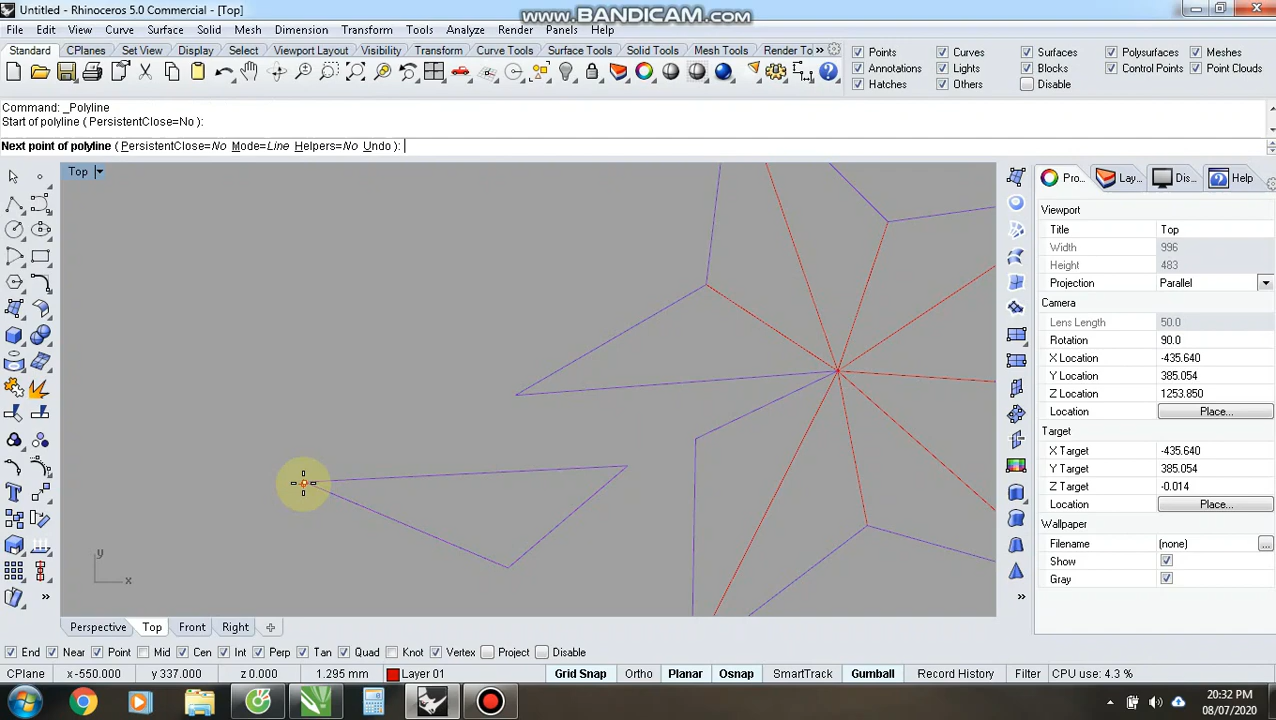 Untitled - Rhinoceros 5.0 Commercial - [Top]
www.BANDICAM.com
File Edit View Curve Surface Solid Mesh Dimension Transform Tools Analyze Render Panels Help
Standard CPlanes Set View Display Select Viewport Layout Visibility Transform Curve Tools Surface Tools Solid Tools Mesh Tools Render To »
Points Curves Surfaces Polysurfaces Meshes
Annotations Lights Blocks Control Points Point Clouds
Hatches Others Disable
Command: _Polyline
Start of polyline ( PersistentClose=No ):
Next point of polyline ( PersistentClose=No Mode=Line Helpers=No Undo ):
Top
Pro... Lay... Dis... Help
Viewport
Title Top
Width 996
Height 483
Projection Parallel
Camera
Lens Length 50.0
Rotation 90.0
X Location -435.640
Y Location 385.054
Z Location 1253.850
Location Place...
Target
X Target -435.640
Y Target 385.054
Z Target -0.014
Location Place...
Wallpaper
Filename (none) ...
Show
Gray
y
x
Perspective Top Front Right
End Near Point Mid Cen Int Perp Tan Quad Knot Vertex Project Disable
CPlane x -550.000 y 337.000 z 0.000 1.295 mm Layer 01 Grid Snap Ortho Planar Osnap SmartTrack Gumball Record History Filter CPU use: 4.3 %
20:32 PM
08/07/2020